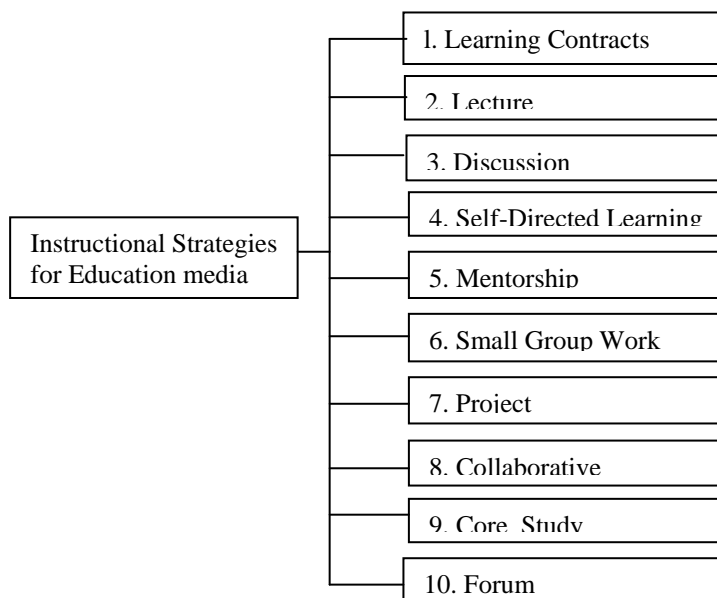 1. Learning Contracts
2. Lecture
3. Discussion
4. Self-Directed Learning
Instructional Strategies
for Education media
5. Mentorship
6. Small Group Work
7. Project
8. Collaborative
9. Core Study
10. Forum